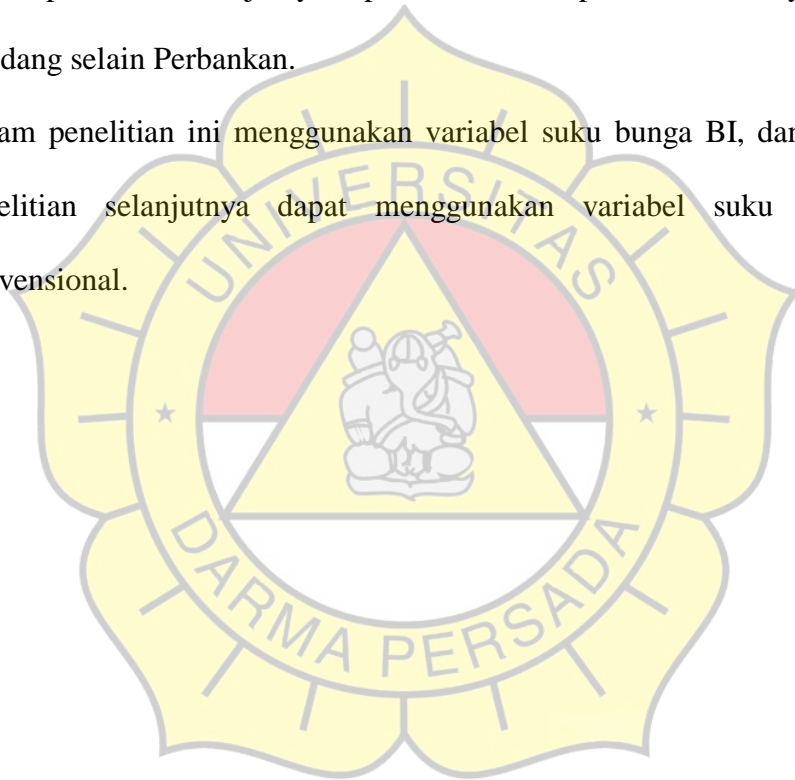 dang selain Perbankan.
am penelitian ini menggunakan variabel suku bunga BI, dan
elitian selanjutnya dapat menggunakan variabel suku
vensional.
UNIVERSITAS
DARMA PERSADA